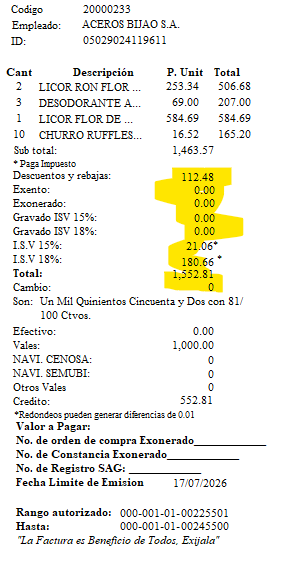 Codigo 20000233
Empleado: ACEROS BIJAO S.A.
ID: 05029024119611
Cant Descripción P. Unit Total
2 LICOR RON FLOR ... 253.34 506.68
3 DESODORANTE A... 69.00 207.00
1 LICOR FLOR DE ... 584.69 584.69
10 CHURRO RUFFLES... 16.52 165.20
Sub total: 1,463.57
* Paga Impuesto
Descuentos y rebajas: 112.48
Exento: 0.00
Exonerado: 0.00
Gravado ISV 15%: 0.00
Gravado ISV 18%: 0.00
I.S.V 15%: 21.06*
I.S.V 18%: 180.66 *
Total: 1,552.81
Cambio: 0
Son: Un Mil Quinientos Cincuenta y Dos con 81/
100 Ctvos.
Efectivo: 0.00
Vales: 1,000.00
NAVI. CENOSA: 0
NAVI. SEMUBI: 0
Otros Vales 0
Credito: 552.81
*Redondeos pueden generar diferencias de 0.01
Valor a Pagar:
No. de orden de compra Exonerado____________
No. de Constancia Exonerado____________
No. de Registro SAG: ____________
Fecha Limite de Emision 17/07/2026
Rango autorizado: 000-001-01-00225501
Hasta: 000-001-01-00245500
"La Factura es Beneficio de Todos, Exijala"